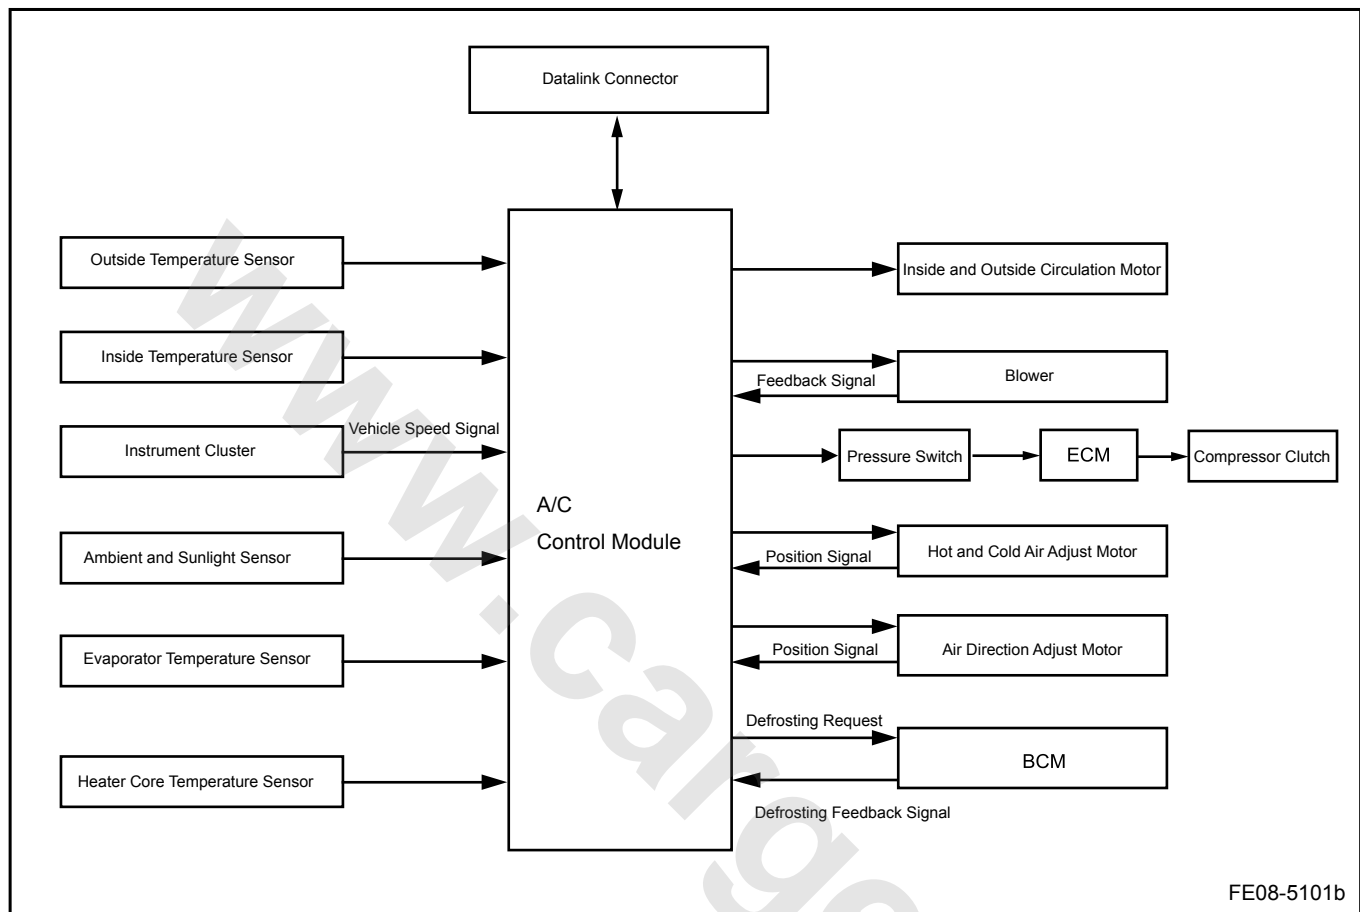 Datalink Connector
Outside Temperature Sensor
Inside Temperature Sensor
Instrument Cluster
Vehicle Speed Signal
Ambient and Sunlight Sensor
Evaporator Temperature Sensor
Heater Core Temperature Sensor
A/C
Control Module
Inside and Outside Circulation Motor
Blower
Feedback Signal
Pressure Switch
ECM
Compressor Clutch
Hot and Cold Air Adjust Motor
Position Signal
Air Direction Adjust Motor
Position Signal
Defrosting Request
BCM
Defrosting Feedback Signal
FE08-5101b
www.carge